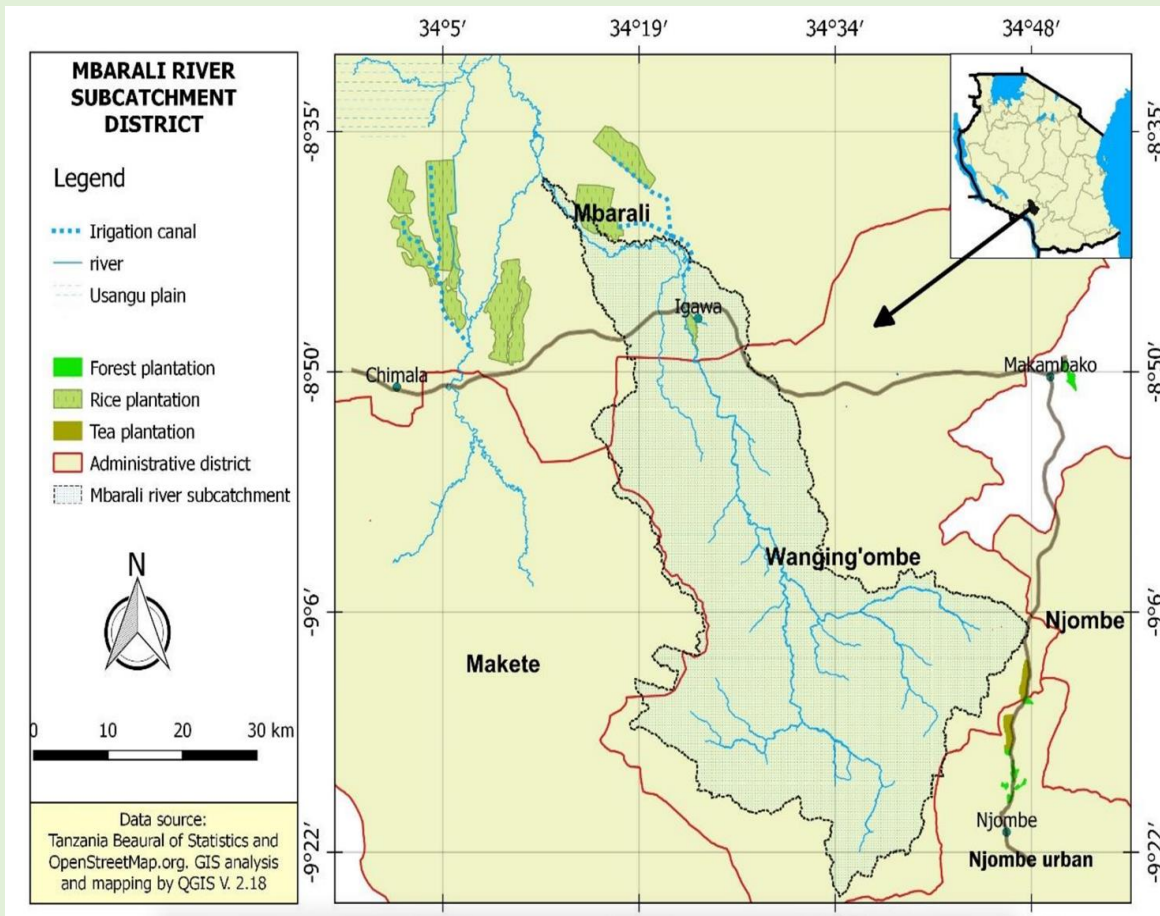 MBARALI RIVER
SUBCATCHMENT
DISTRICT
Legend
Irigation canal
river
Usangu plain
Forest plantation
Rice plantation
Tea plantation
Administrative district
Mbarali river subcatchment
N
0 10 20 30 km
Data source:
Tanzania Beaural of Statistics and
OpenStreetMap.org. GIS analysis
and mapping by QGIS V. 2.18
34°5′ 34°19′ 34°34′ 34°48′
-8°35′ -8°35′
Mbarali
Igawa
-8°50′ Chimala Makambako -8°50′
Wanging'ombe
-9°6′ Njombe -9°6′
Makete
Njombe
-9°22′ Njombe urban -9°22′